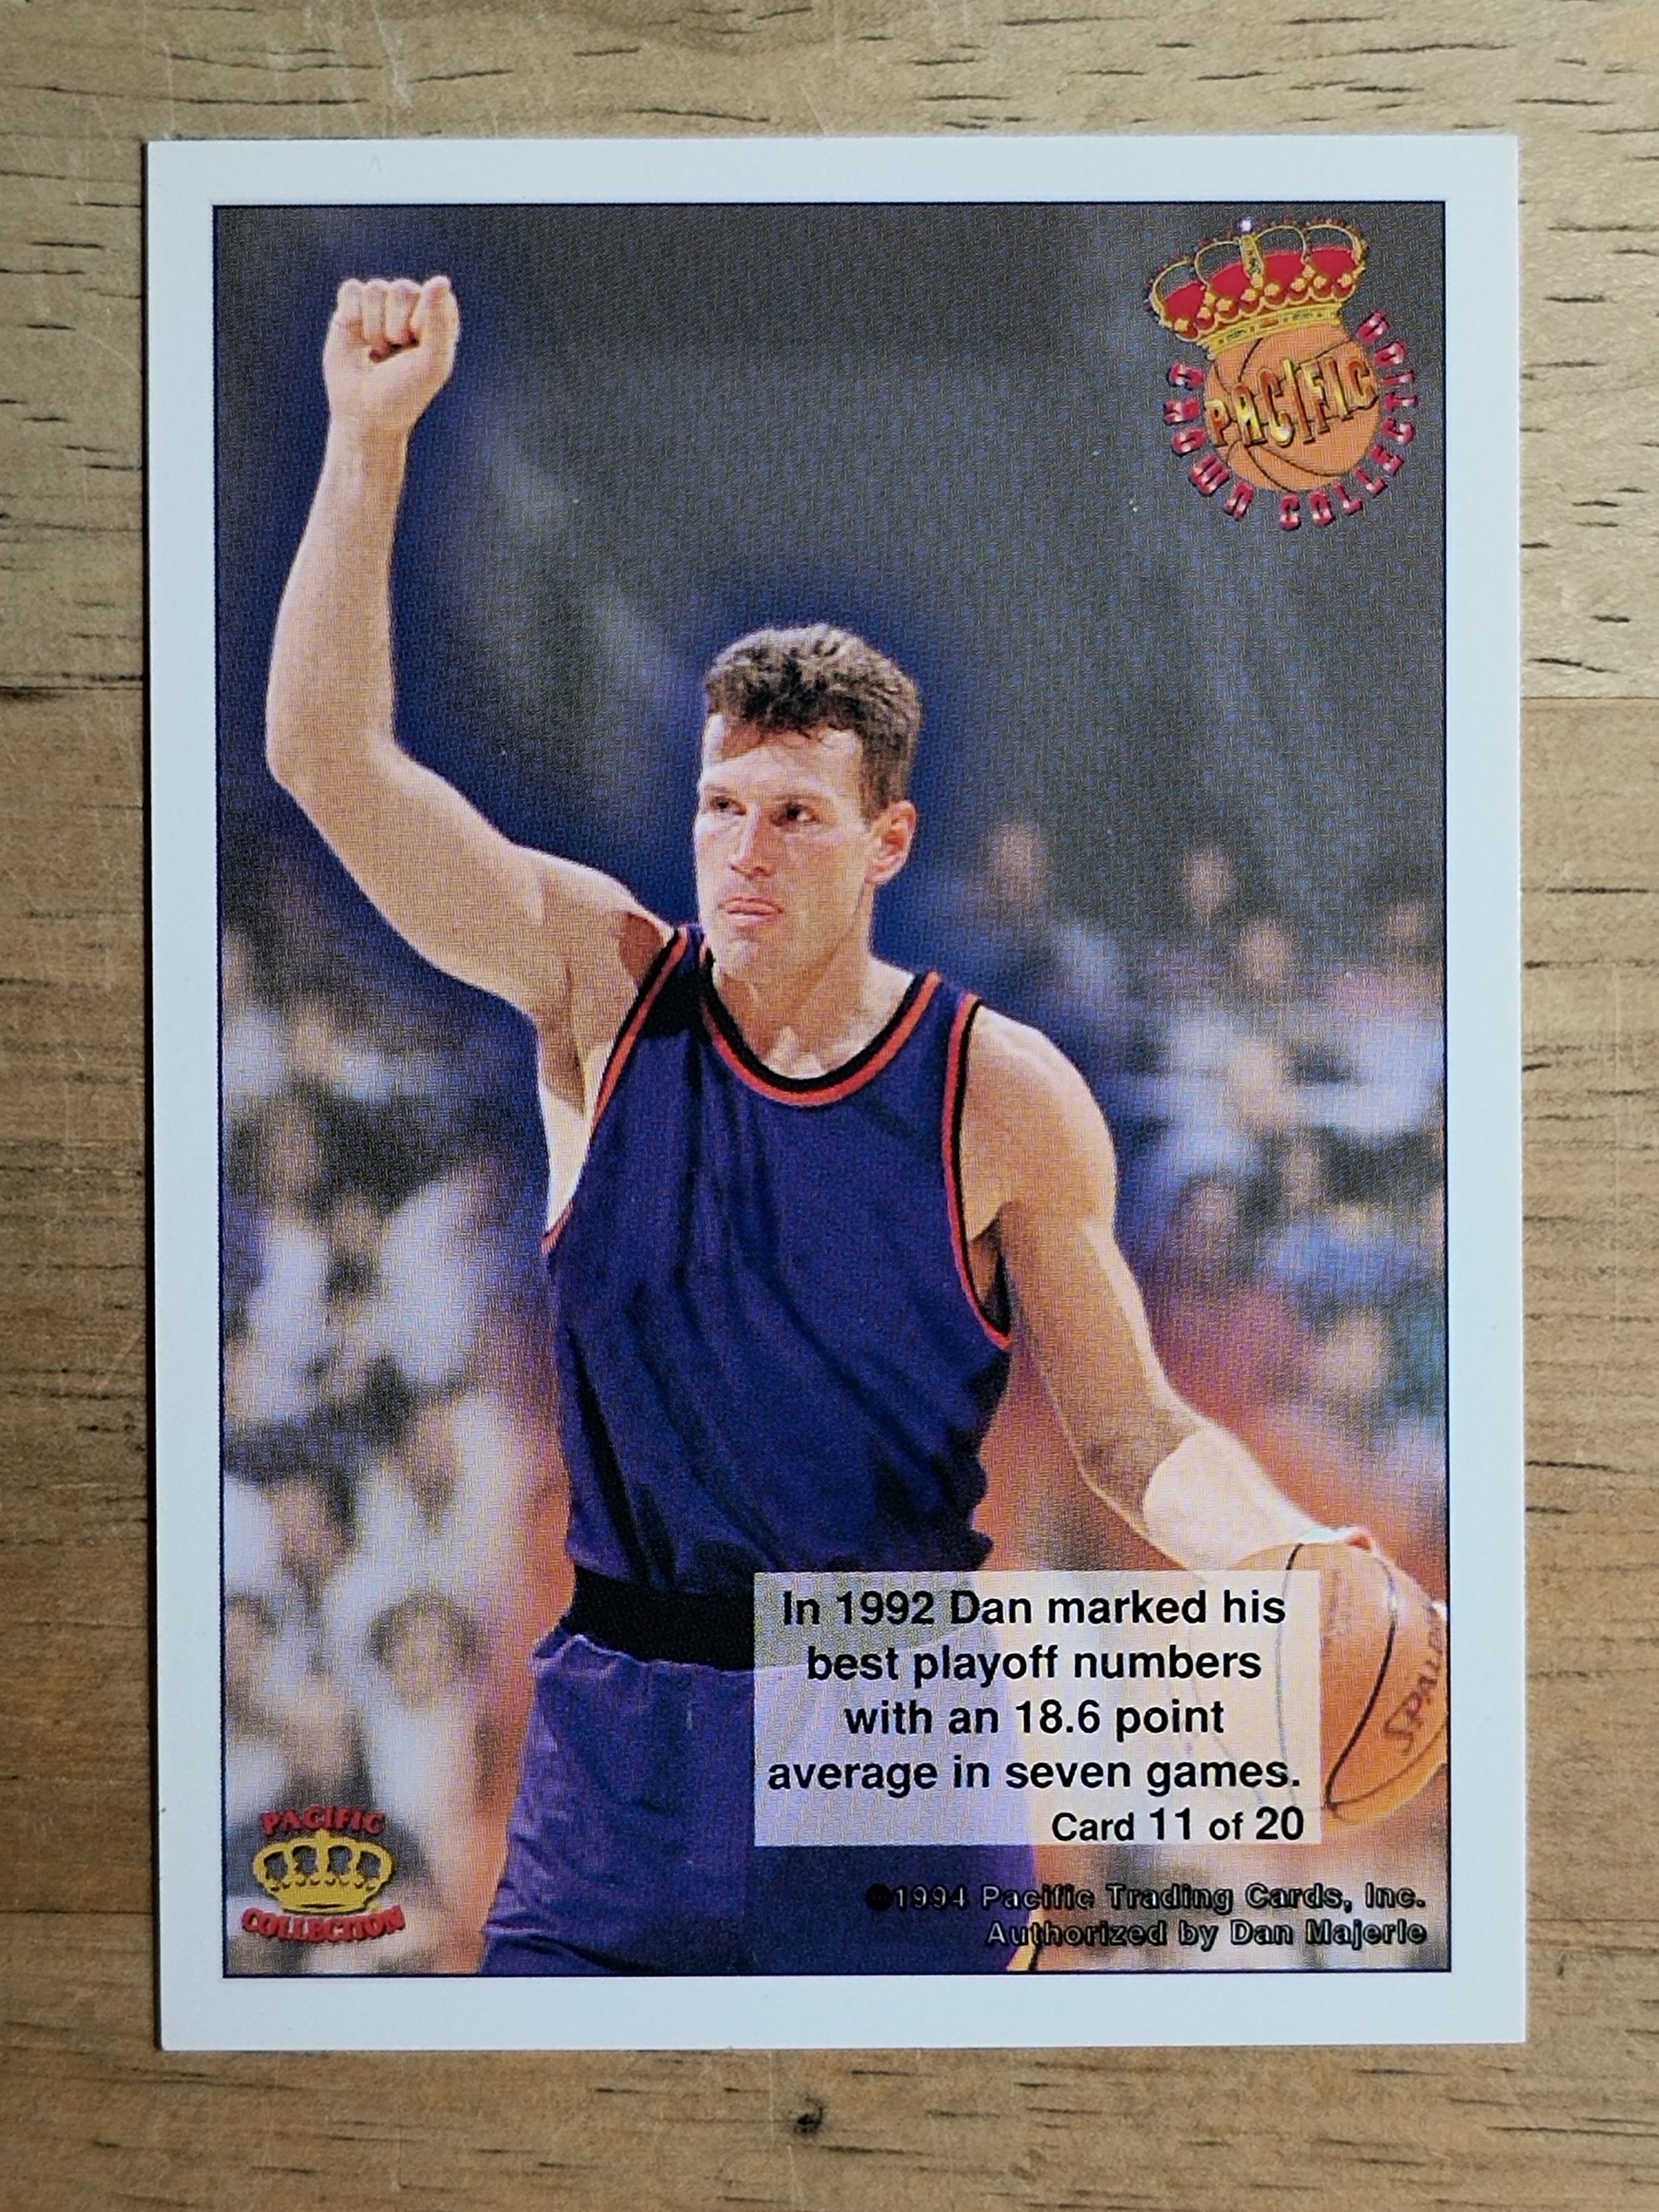 PACIFIC
CROWN COLLECTION
SPALDI
In 1992 Dan marked his
best playoff numbers
with an 18.6 point
average in seven games.
Card 11 of 20
PACIFIC
COLLECTION
©1994 Pacific Trading Cards, Inc.
Authorized by Dan Majerle